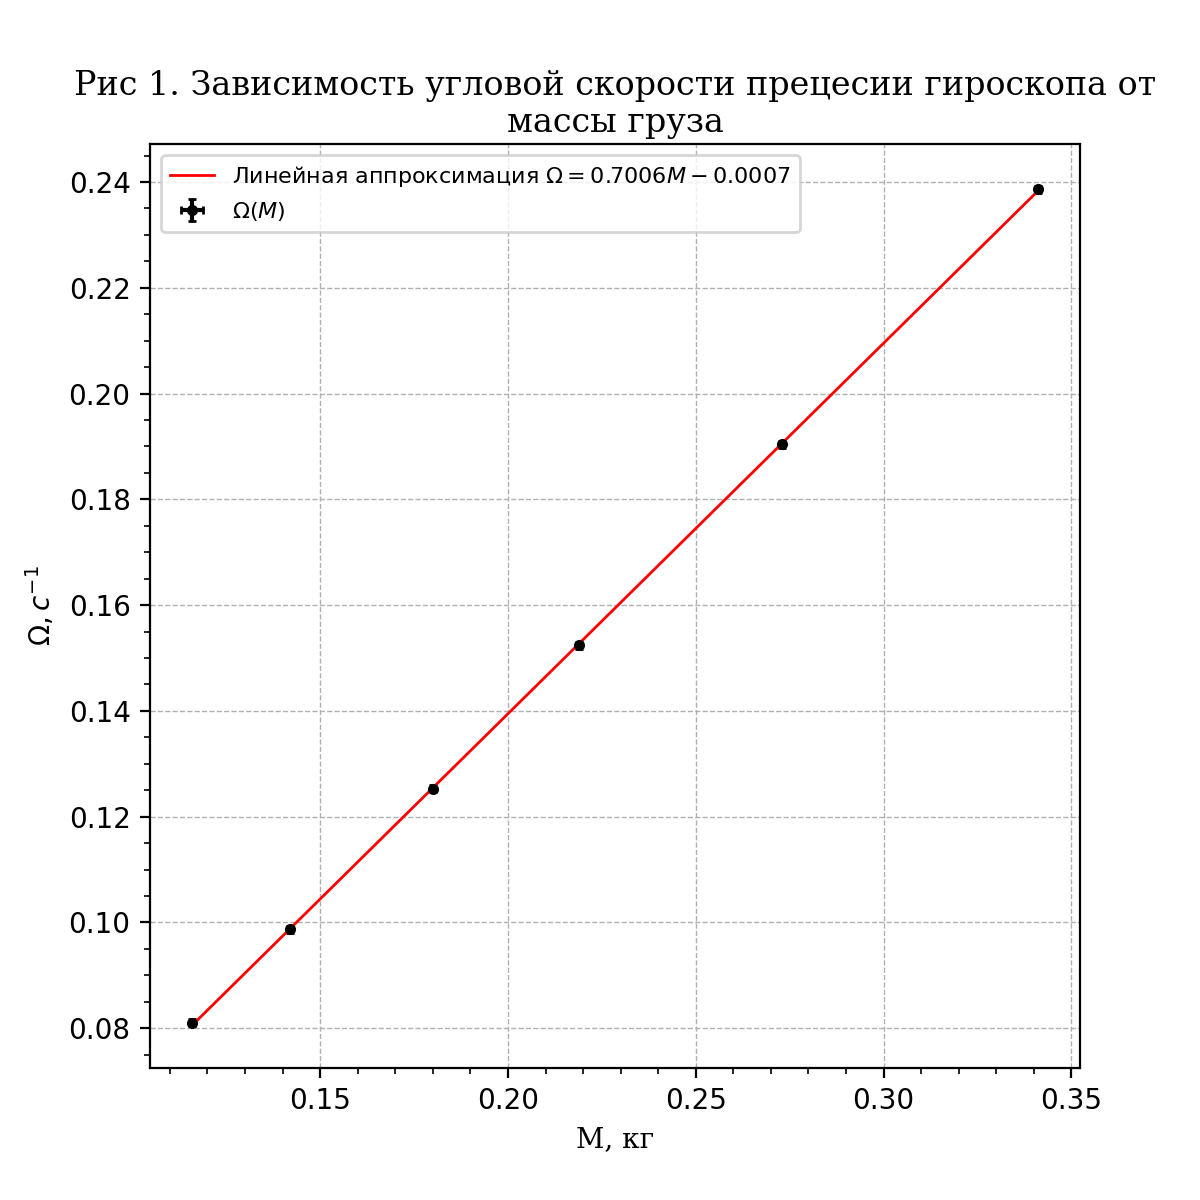 Рис 1. Зависимость угловой скорости прецесии гироскопа от
массы груза
Линейная аппроксимация Ω = 0.7006M − 0.0007
Ω(M)
0.24
0.22
0.20
0.18
0.16
0.14
0.12
0.10
0.08
Ω, c⁻¹
0.15 0.20 0.25 0.30 0.35
М, кг